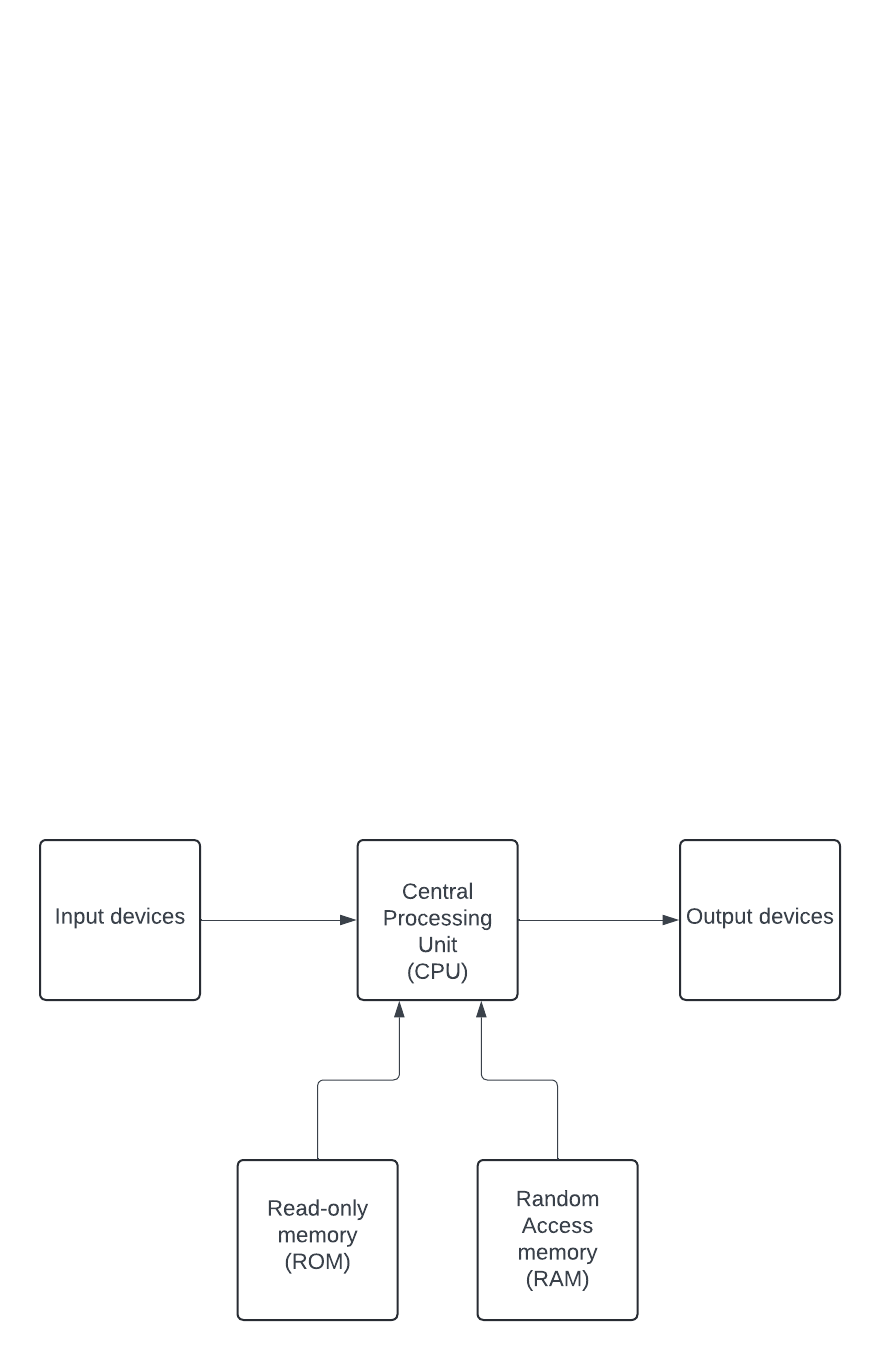 Input devices
Central
Processing
Unit
(CPU)
Output devices
Read-only
memory
(ROM)
Random
Access
memory
(RAM)